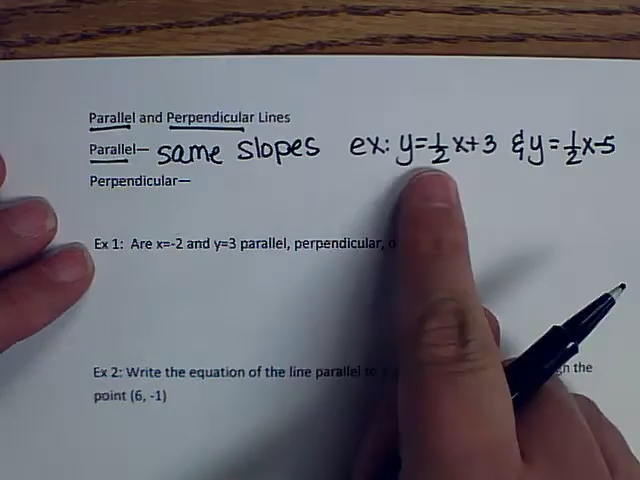 Parallel and Perpendicular Lines
Parallel— same slopes ex: y=½x+3 & y=½x-5
Perpendicular—
Ex 1: Are x=-2 and y=3 parallel, perpendicular,
Ex 2: Write the equation of the line parallel the
point (6, -1)